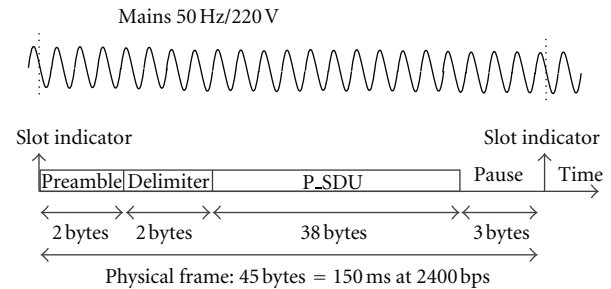 Mains 50 Hz/220 V
Slot indicator
Slot indicator
Preamble Delimiter P_SDU Pause Time
2 bytes 2 bytes 38 bytes 3 bytes
Physical frame: 45 bytes = 150 ms at 2400 bps